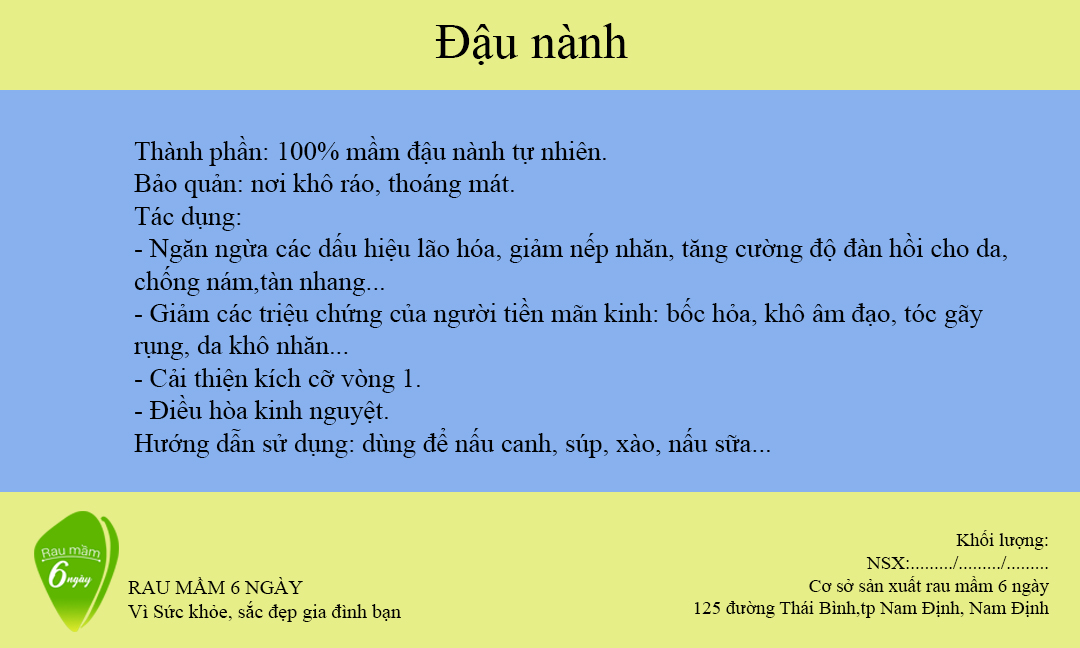 Đậu nành
Thành phần: 100% mầm đậu nành tự nhiên.
Bảo quản: nơi khô ráo, thoáng mát.
Tác dụng:
- Ngăn ngừa các dấu hiệu lão hóa, giảm nếp nhăn, tăng cường độ đàn hồi cho da,
chống nám,tàn nhang...
- Giảm các triệu chứng của người tiền mãn kinh: bốc hỏa, khô âm đạo, tóc gãy
rụng, da khô nhăn...
- Cải thiện kích cỡ vòng 1.
- Điều hòa kinh nguyệt.
Hướng dẫn sử dụng: dùng để nấu canh, súp, xào, nấu sữa...
Rau mầm
6 ngày
RAU MẦM 6 NGÀY
Vì Sức khỏe, sắc đẹp gia đình bạn
Khối lượng:
NSX:........./........./.........
Cơ sở sản xuất rau mầm 6 ngày
125 đường Thái Bình,tp Nam Định, Nam Định